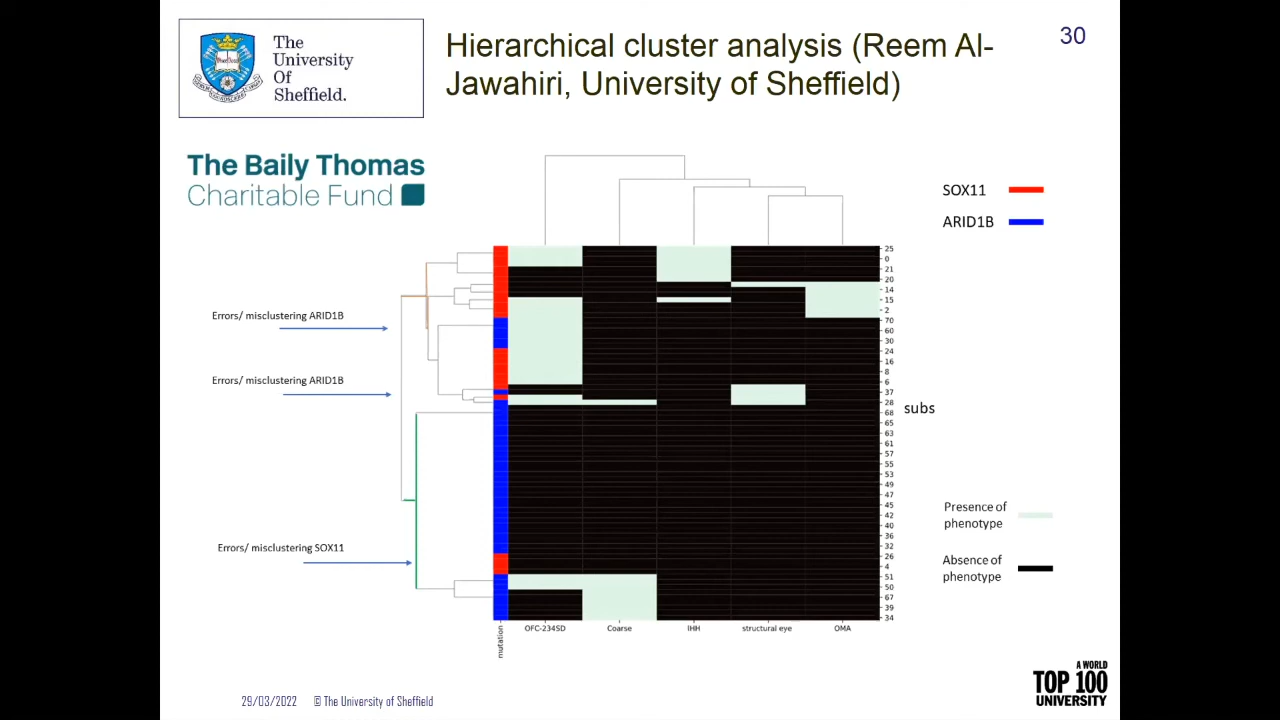 The
University
Of
Sheffield.
Hierarchical cluster analysis (Reem Al-
Jawahiri, University of Sheffield)
30
The Baily Thomas
Charitable Fund
SOX11
ARID1B
Errors/ misclustering ARID1B
Errors/ misclustering ARID1B
Errors/ misclustering SOX11
25
0
21
20
14
15
2
70
60
30
24
16
8
6
37
28
68
65
63
61
57
55
53
49
47
45
42
40
36
32
26
4
51
50
67
39
34
subs
Presence of
phenotype
Absence of
phenotype
mutation
OFC-234SD
Coarse
IHH
structural eye
OMA
29/03/2022
© The University of Sheffield
A WORLD
TOP 100
UNIVERSITY